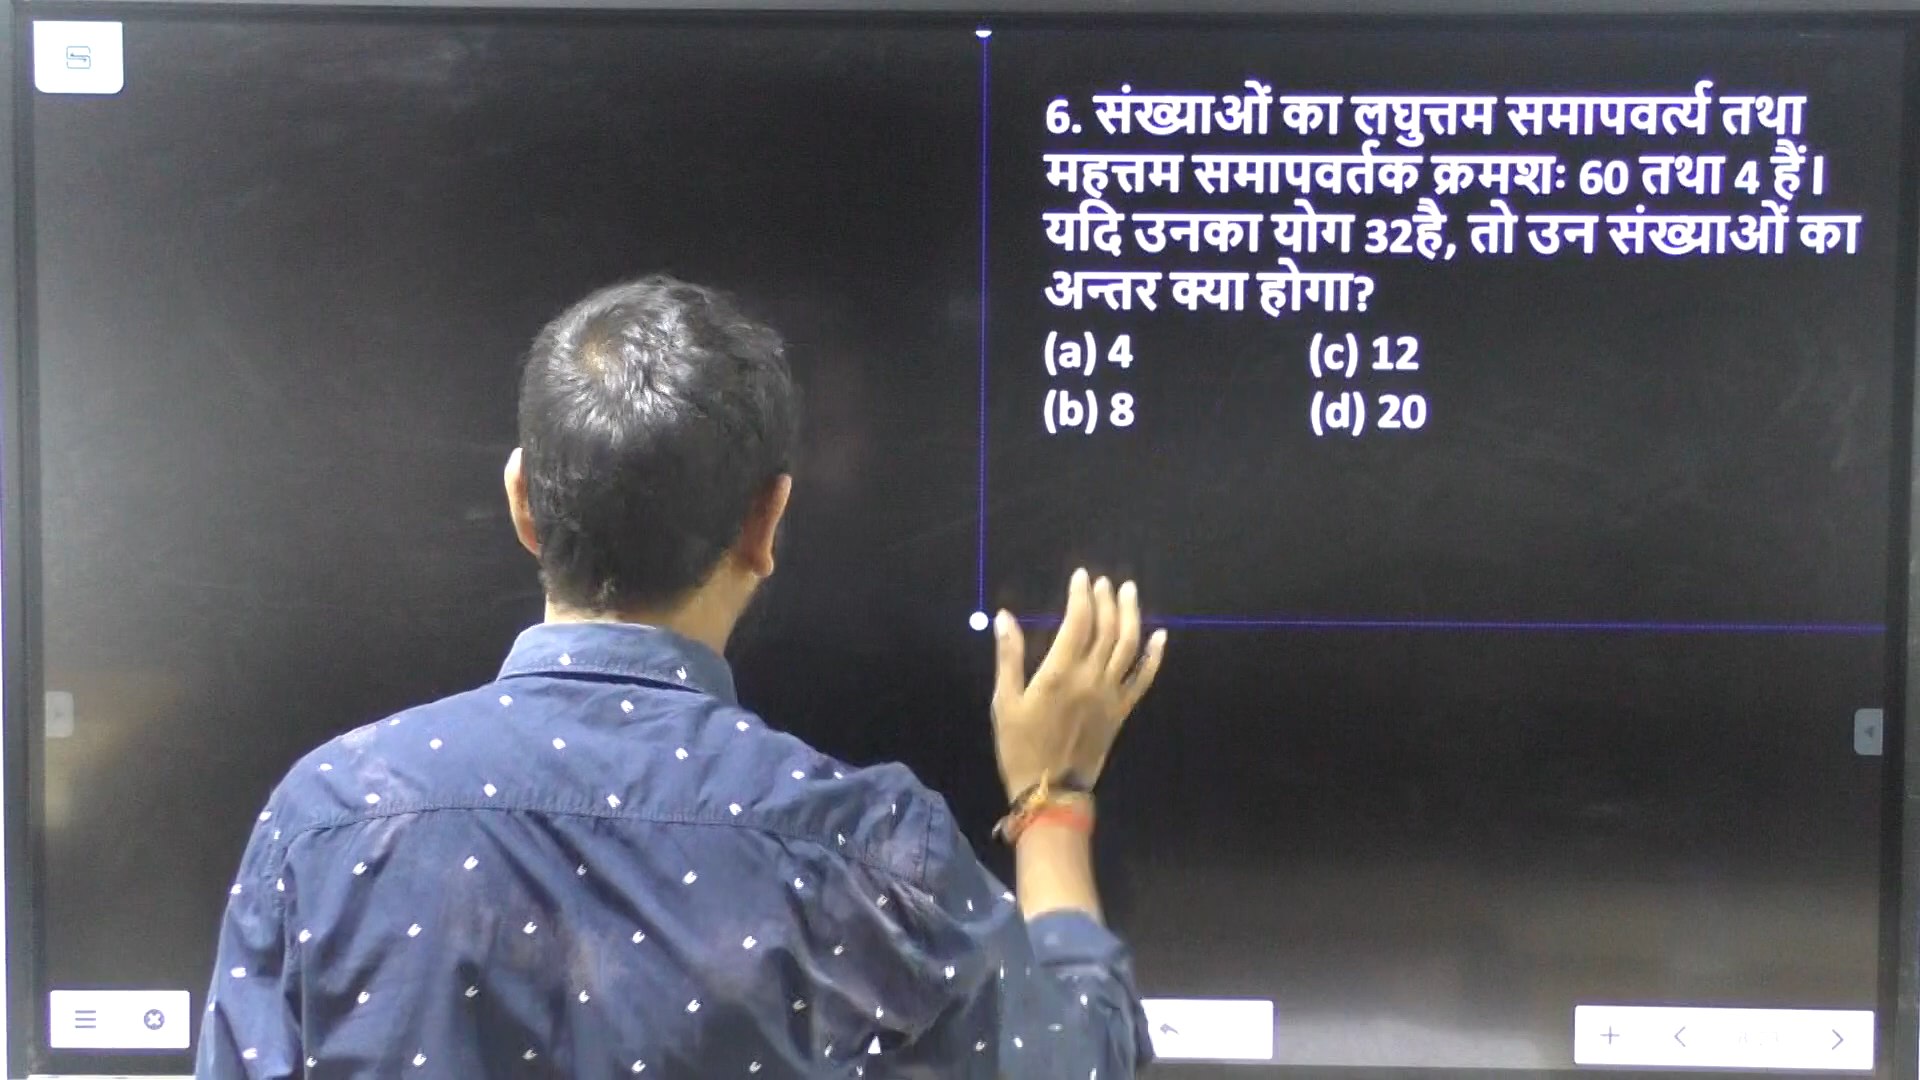 6. संख्याओं का लघुत्तम समापवर्त्य तथा
महत्तम समापवर्तक क्रमशः 60 तथा 4 हैं।
यदि उनका योग 32है, तो उन संख्याओं का
अन्तर क्या होगा?
(a) 4 (c) 12
(b) 8 (d) 20